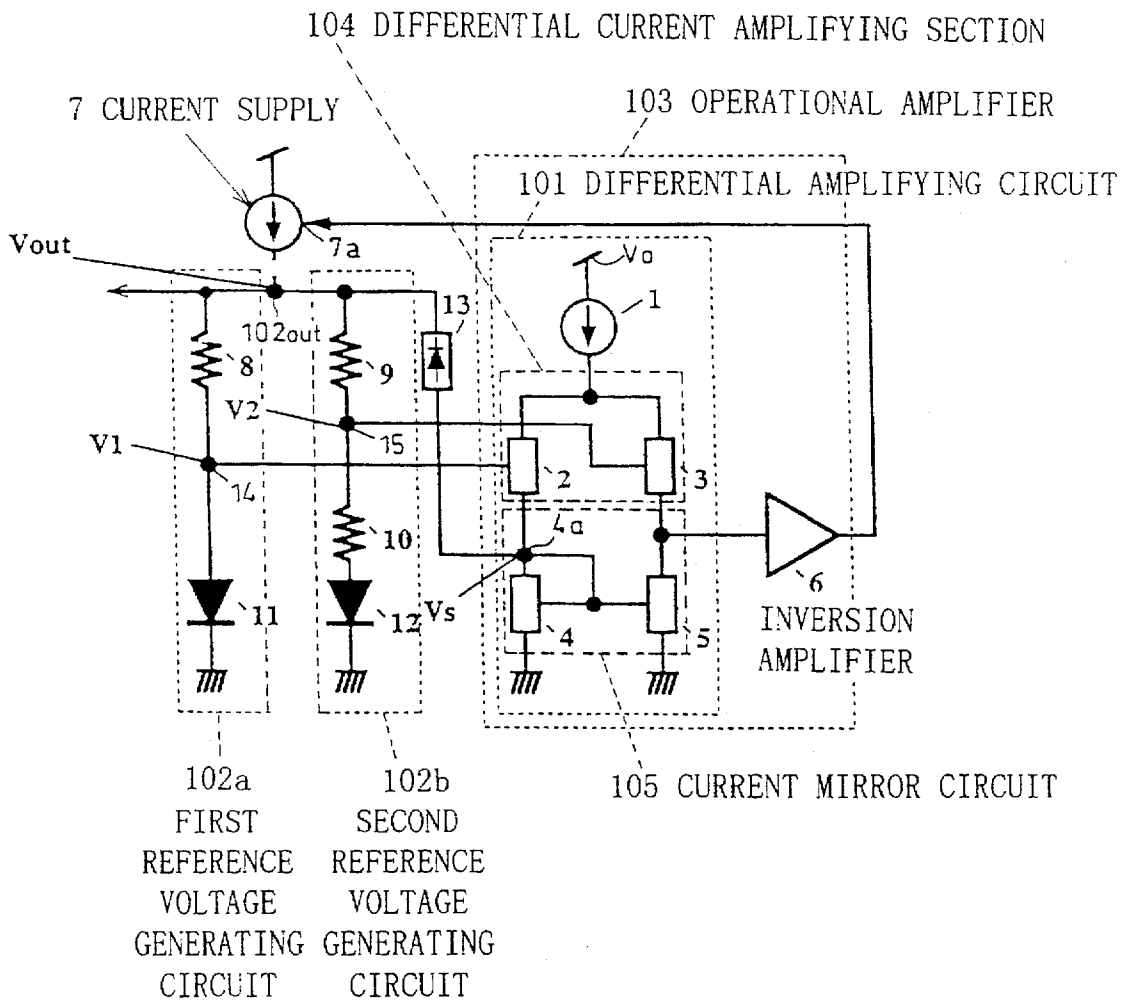 104 DIFFERENTIAL CURRENT AMPLIFYING SECTION
7 CURRENT SUPPLY
103 OPERATIONAL AMPLIFIER
101 DIFFERENTIAL AMPLIFYING CIRCUIT
Vout
7a
Vo
1
102out
13
8
9
V2
15
V1
14
2
3
4a
10
11
12
Vs
4
5
6
INVERSION
AMPLIFIER
102a
FIRST
REFERENCE
VOLTAGE
GENERATING
CIRCUIT
102b
SECOND
REFERENCE
VOLTAGE
GENERATING
CIRCUIT
105 CURRENT MIRROR CIRCUIT